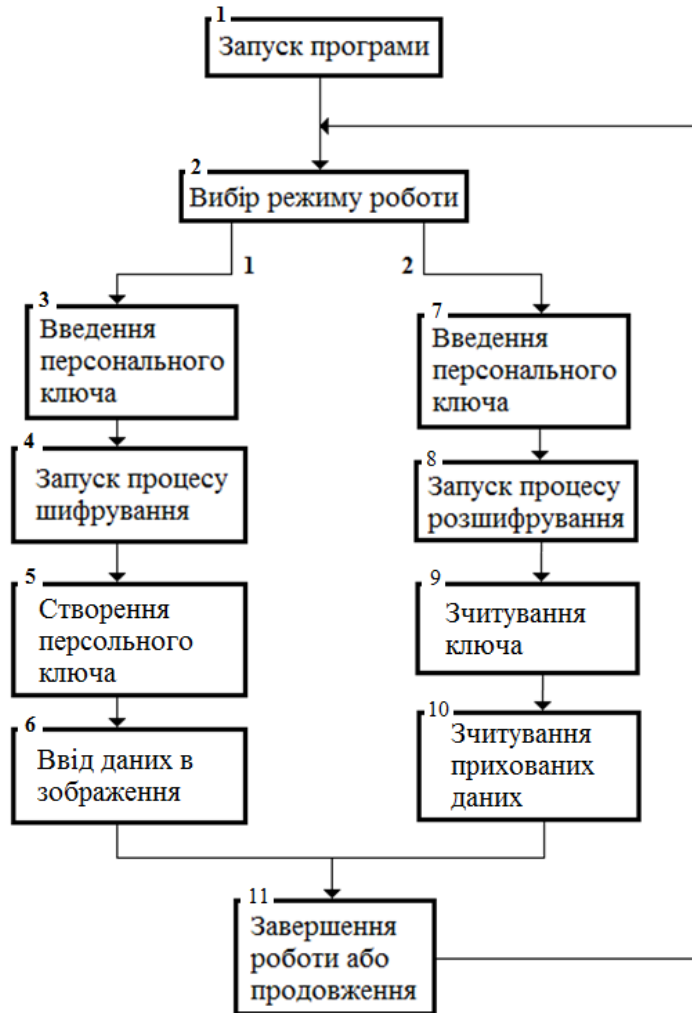 1
Запуск програми
2
Вибір режиму роботи
1
2
3
Введення
персонального
ключа
4
Запуск процесу
шифрування
5
Створення
персольного
ключа
6
Ввід даних в
зображення
7
Введення
персонального
ключа
8
Запуск процесу
розшифрування
9
Зчитування
ключа
10
Зчитування
прихованих
даних
11
Завершення
роботи або
продовження